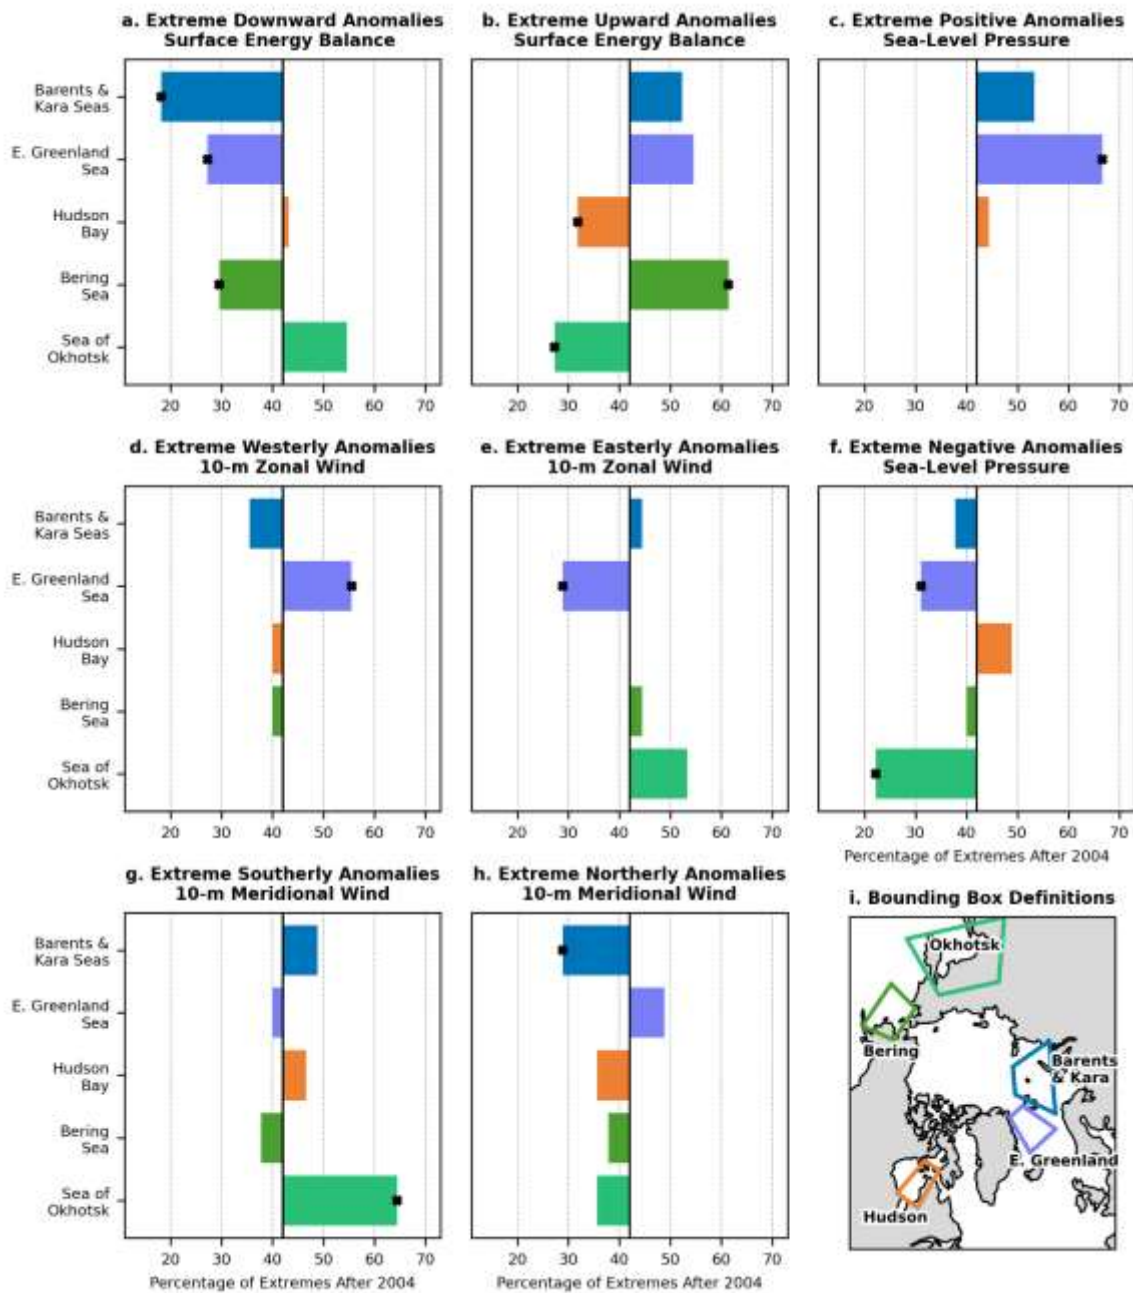 a. Extreme Downward Anomalies
Surface Energy Balance
b. Extreme Upward Anomalies
Surface Energy Balance
c. Extreme Positive Anomalies
Sea-Level Pressure
Barents &
Kara Seas
E. Greenland
Sea
Hudson
Bay
Bering
Sea
Sea of
Okhotsk
20 30 40 50 60 70
20 30 40 50 60 70
20 30 40 50 60 70
d. Extreme Westerly Anomalies
10-m Zonal Wind
e. Extreme Easterly Anomalies
10-m Zonal Wind
f. Exteme Negative Anomalies
Sea-Level Pressure
Barents &
Kara Seas
E. Greenland
Sea
Hudson
Bay
Bering
Sea
Sea of
Okhotsk
20 30 40 50 60 70
20 30 40 50 60 70
20 30 40 50 60 70
Percentage of Extremes After 2004
g. Extreme Southerly Anomalies
10-m Meridional Wind
h. Extreme Northerly Anomalies
10-m Meridional Wind
i. Bounding Box Definitions
Barents &
Kara Seas
E. Greenland
Sea
Hudson
Bay
Bering
Sea
Sea of
Okhotsk
20 30 40 50 60 70
20 30 40 50 60 70
Percentage of Extremes After 2004
Percentage of Extremes After 2004
Okhotsk
Bering
Barents
& Kara
E. Greenland
Hudson